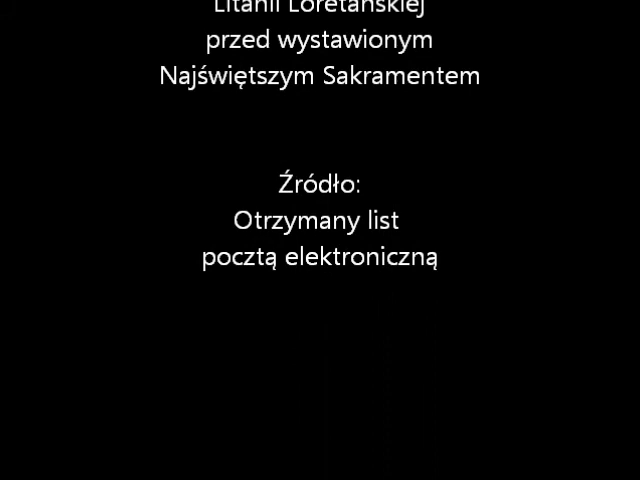 Litanii Loretańskiej
przed wystawionym
Najświętszym Sakramentem
Źródło:
Otrzymany list
pocztą elektroniczną